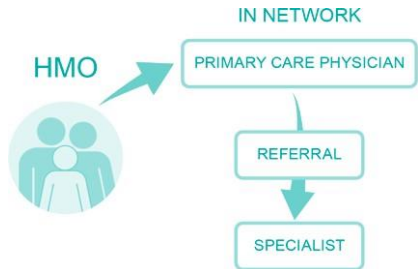 IN NETWORK
HMO
PRIMARY CARE PHYSICIAN
REFERRAL
SPECIALIST